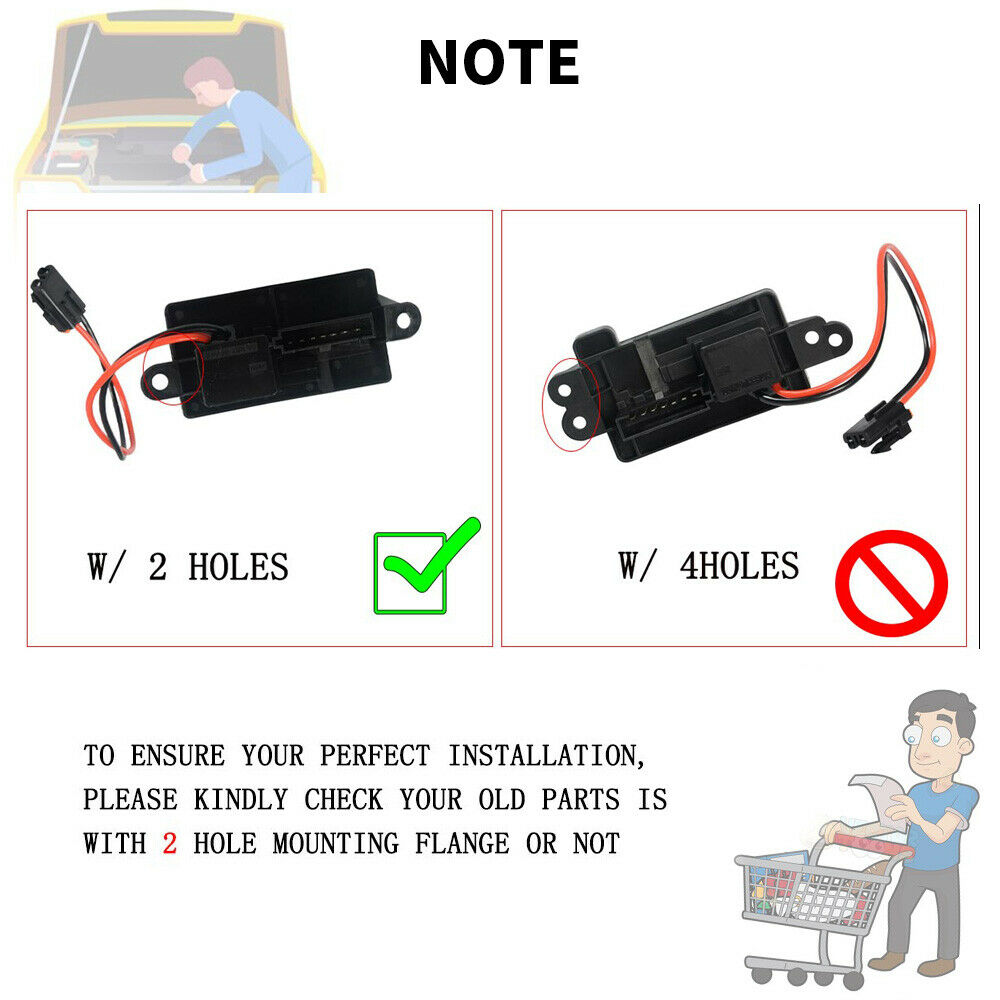 NOTE
W/ 2 HOLES
W/ 4HOLES
TO ENSURE YOUR PERFECT INSTALLATION,
PLEASE KINDLY CHECK YOUR OLD PARTS IS
WITH 2 HOLE MOUNTING FLANGE OR NOT